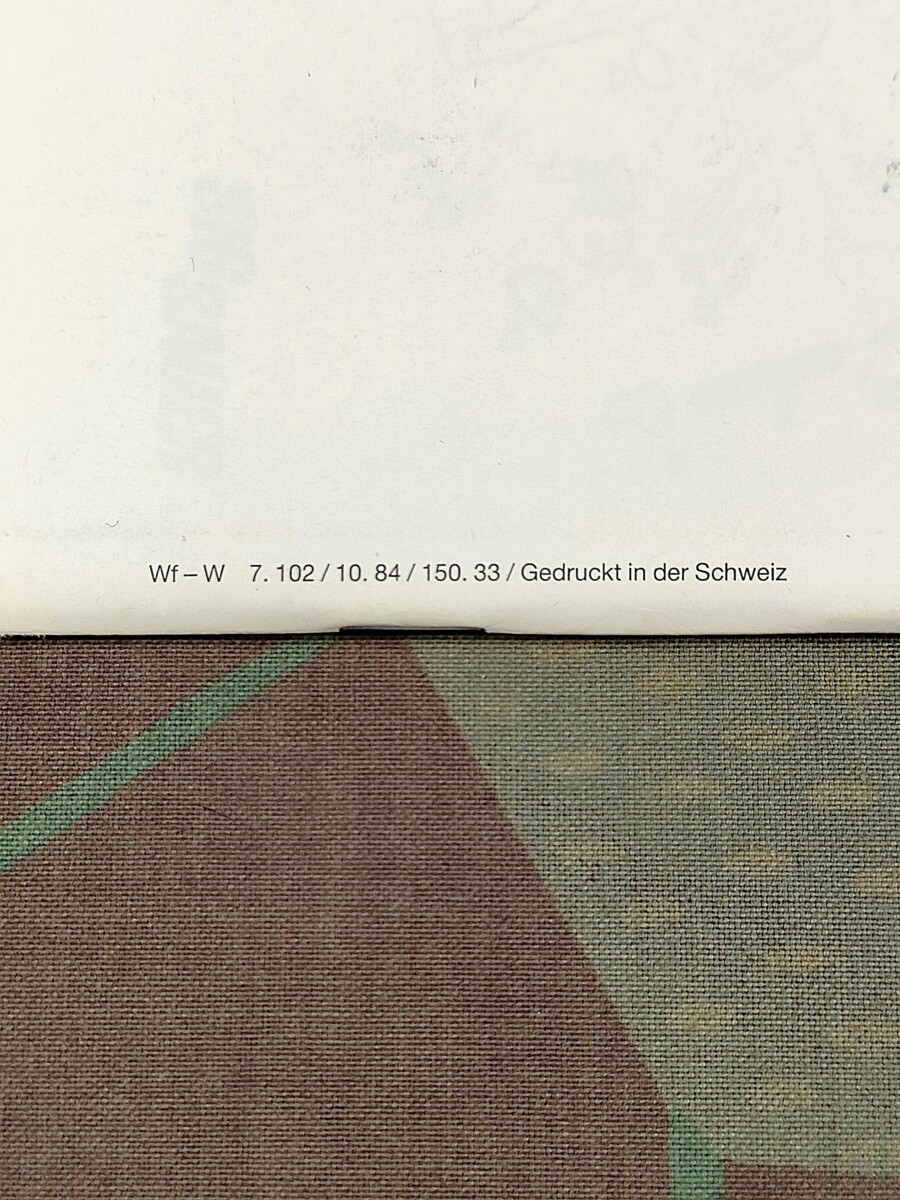 Wf – W 7. 102 / 10. 84 / 150. 33 / Gedruckt in der Schweiz